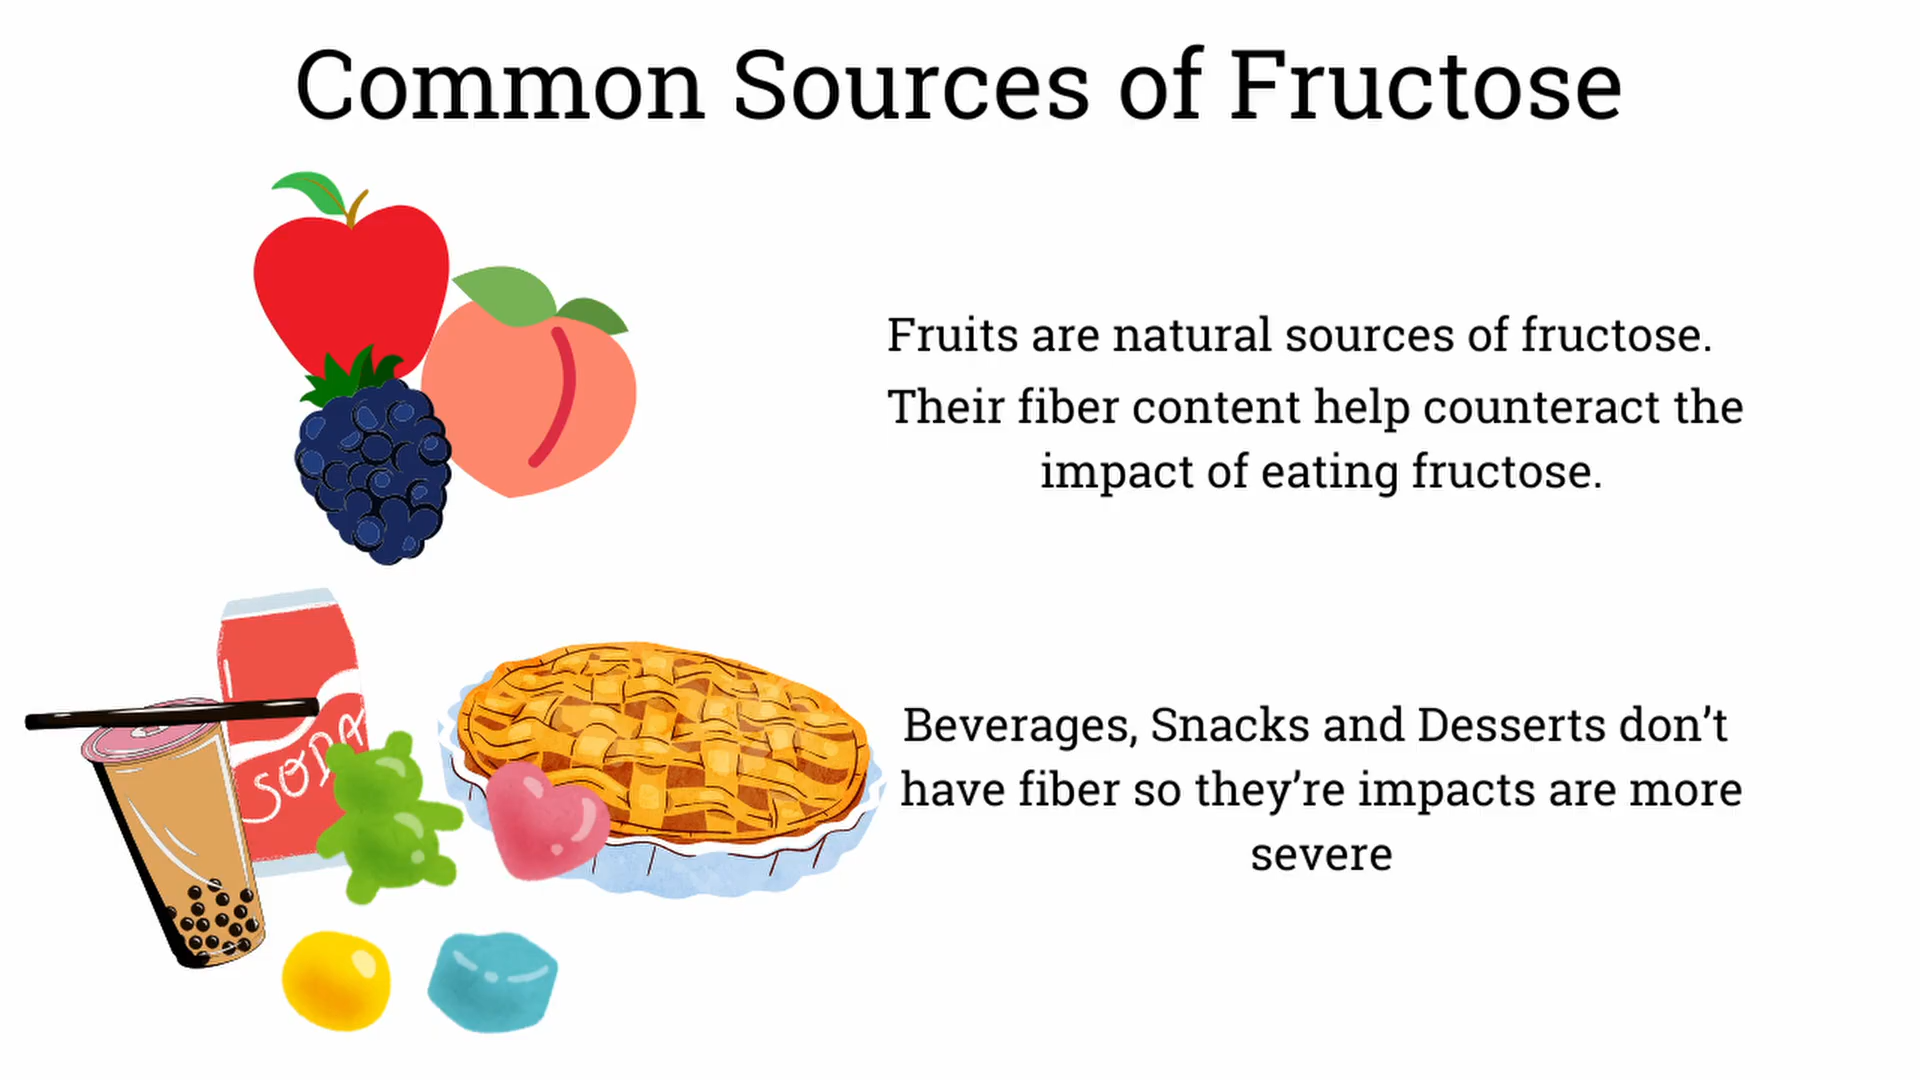 Common Sources of Fructose
Fruits are natural sources of fructose.
Their fiber content help counteract the
impact of eating fructose.
SODA
Beverages, Snacks and Desserts don’t
have fiber so they’re impacts are more
severe